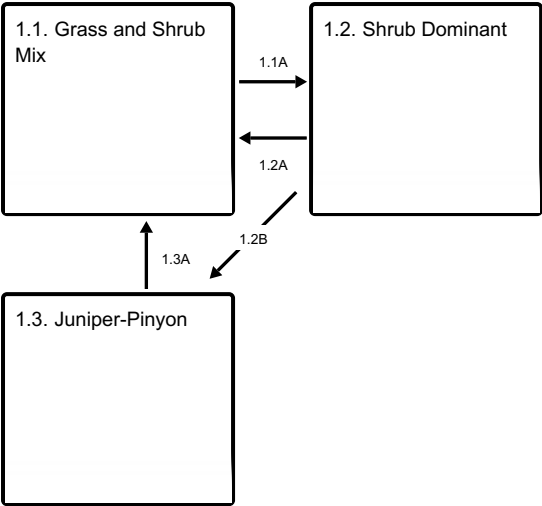 1.1. Grass and Shrub
Mix
1.2. Shrub Dominant
1.1A
1.2A
1.2B
1.3A
1.3. Juniper-Pinyon